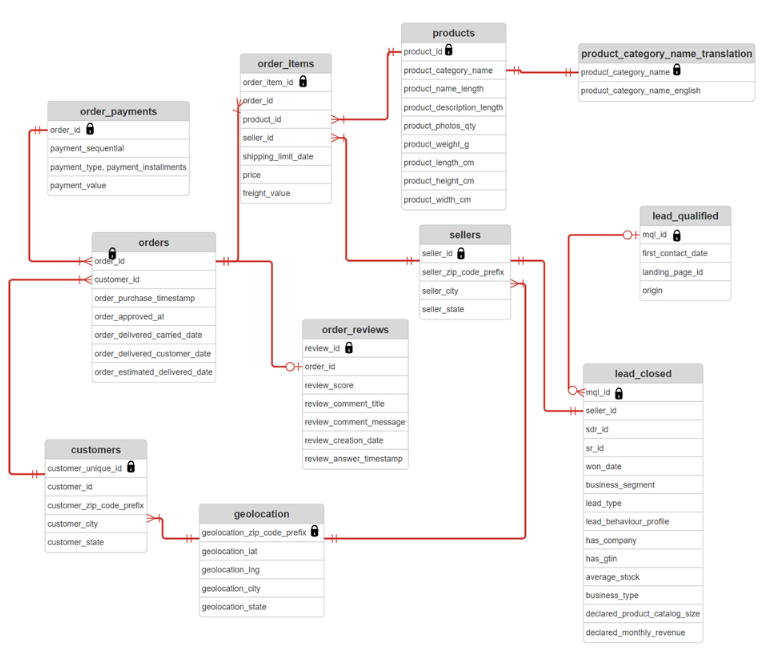 products
product_id
product_category_name
product_name_length
product_description_length
product_photos_qty
product_weight_g
product_length_cm
product_height_cm
product_width_cm
product_category_name_translation
product_category_name
product_category_name_english
order_items
order_item_id
order_id
product_id
seller_id
shipping_limit_date
price
freight_value
order_payments
order_id
payment_sequential
payment_type, payment_installments
payment_value
orders
order_id
customer_id
order_purchase_timestamp
order_approved_at
order_delivered_carried_date
order_delivered_customer_date
order_estimated_delivered_date
sellers
seller_id
seller_zip_code_prefix
seller_city
seller_state
lead_qualified
mql_id
first_contact_date
landing_page_id
origin
order_reviews
review_id
order_id
review_score
review_comment_title
review_comment_message
review_creation_date
review_answer_timestamp
lead_closed
mql_id
seller_id
sdr_id
sr_id
won_date
business_segment
lead_type
lead_behaviour_profile
has_company
has_gtin
average_stock
business_type
declared_product_catalog_size
declared_monthly_revenue
customers
customer_unique_id
customer_id
customer_zip_code_prefix
customer_city
customer_state
geolocation
geolocation_zip_code_prefix
geolocation_lat
geolocation_lng
geolocation_city
geolocation_state